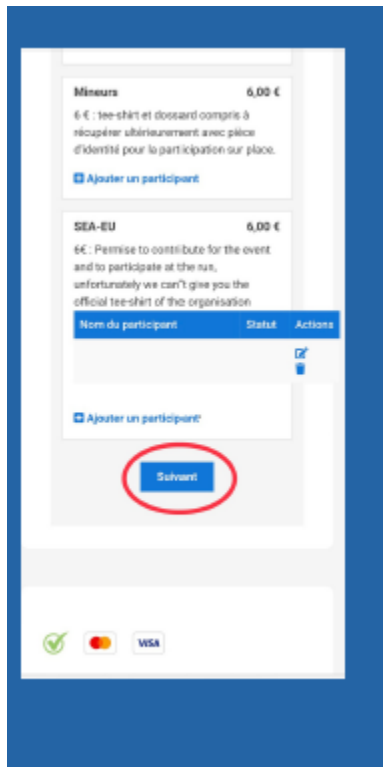 Mineurs 6,00 €
6 € : tee-shirt et dossard compris à
récupérer ultérieurement avec pièce
d'identité pour la participation sur place.
Ajouter un participant
SEA-EU 6,00 €
6€ : Permise to contribute for the event
and to participate at the run,
unfortunately we can't give you the
official tee-shirt of the organisation
Nom du participant Statut Actions
Ajouter un participant*
Suivant
VISA